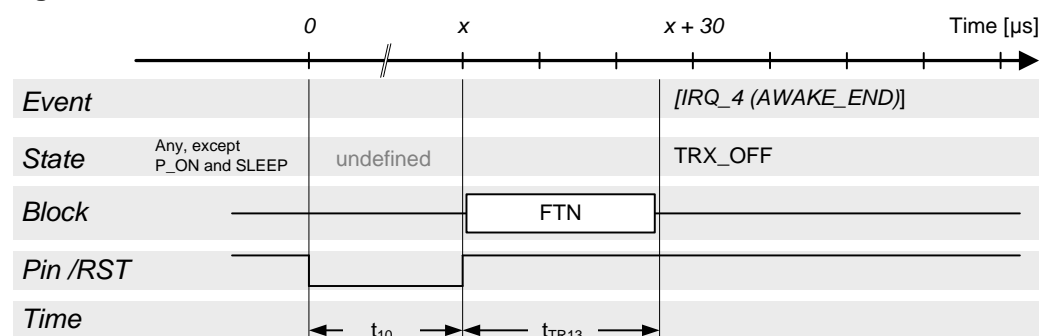 0 x x + 30 Time [µs]
Event [IRQ_4 (AWAKE_END)]
State Any, except P_ON and SLEEP undefined TRX_OFF
Block FTN
Pin /RST
Time t10 tTR13